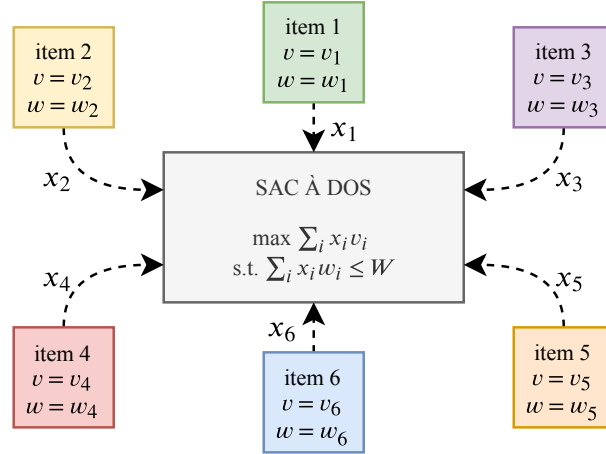 item 1
v = v₁
w = w₁
item 2
v = v₂
w = w₂
item 3
v = v₃
w = w₃
x₁
x₂
x₃
SAC À DOS
max ∑ᵢ xᵢvᵢ
s.t. ∑ᵢ xᵢwᵢ ≤ W
x₄
x₅
x₆
item 4
v = v₄
w = w₄
item 6
v = v₆
w = w₆
item 5
v = v₅
w = w₅